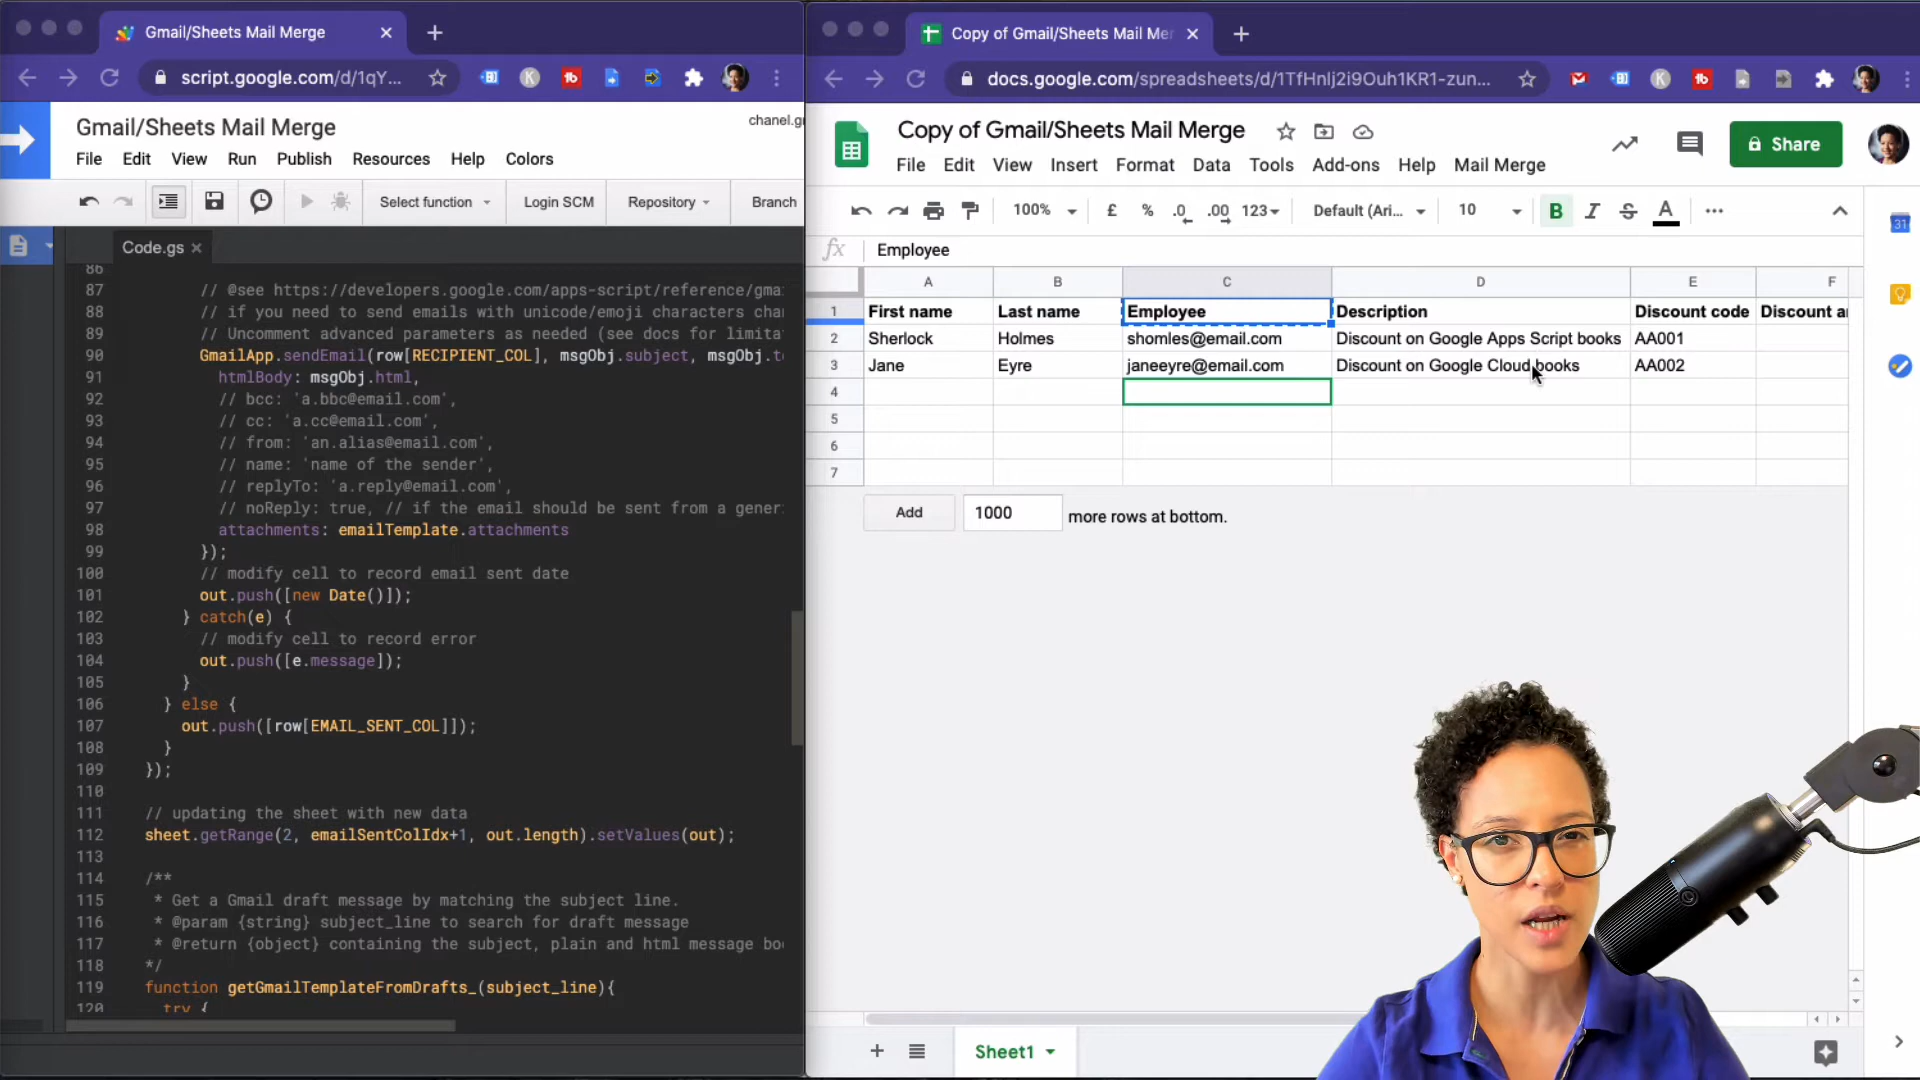 Gmail/Sheets Mail Merge
script.google.com/d/1qY...
Gmail/Sheets Mail Merge
File Edit View Run Publish Resources Help Colors
Select function Login SCM Repository Branch
Code.gs
86
87 // @see https://developers.google.com/apps-script/reference/gma
88 // if you need to send emails with unicode/emoji characters cha
89 // Uncomment advanced parameters as needed (see docs for limita
90 GmailApp.sendEmail(row[RECIPIENT_COL], msgObj.subject, msgObj.t
91 htmlBody: msgObj.html,
92 // bcc: 'a.bbc@email.com',
93 // cc: 'a.cc@email.com',
94 // from: 'an.alias@email.com',
95 // name: 'name of the sender',
96 // replyTo: 'a.reply@email.com',
97 // noReply: true, // if the email should be sent from a gener
98 attachments: emailTemplate.attachments
99 });
100 // modify cell to record email sent date
101 out.push([new Date()]);
102 } catch(e) {
103 // modify cell to record error
104 out.push([e.message]);
105 }
106 } else {
107 out.push([row[EMAIL_SENT_COL]]);
108 }
109 });
110
111 // updating the sheet with new data
112 sheet.getRange(2, emailSentColIdx+1, out.length).setValues(out);
113
114 /**
115 * Get a Gmail draft message by matching the subject line.
116 * @param {string} subject_line to search for draft message
117 * @return {object} containing the subject, plain and html message bo
118 */
119 function getGmailTemplateFromDrafts_(subject_line){
120 try {
chanel.g
Copy of Gmail/Sheets Mail Mer
docs.google.com/spreadsheets/d/1TfHnlj2i9Ouh1KR1-zun...
Copy of Gmail/Sheets Mail Merge
Share
File Edit View Insert Format Data Tools Add-ons Help Mail Merge
100% £ % .0 .00 123 Default (Ari... 10 B I S A
fx Employee
A B C D E F
1 First name Last name Employee Description Discount code Discount a
2 Sherlock Holmes shomles@email.com Discount on Google Apps Script books AA001
3 Jane Eyre janeeyre@email.com Discount on Google Cloud books AA002
4
5
6
7
Add 1000 more rows at bottom.
Sheet1
31